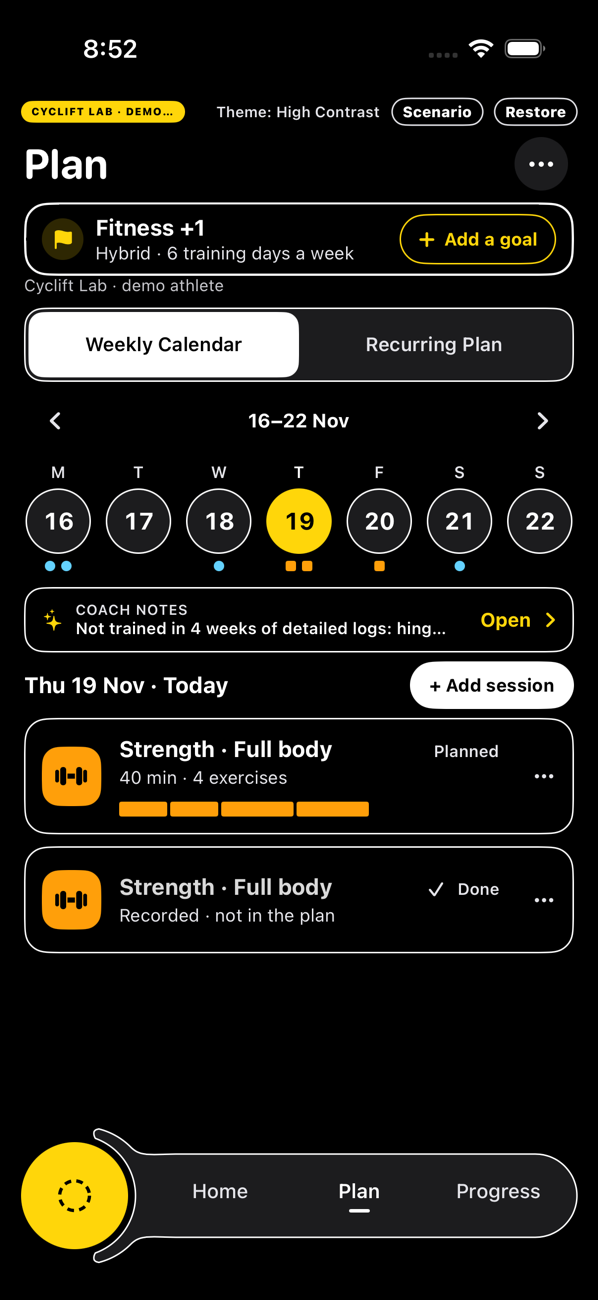 8:52
CYCLIFT LAB · DEMO…
Theme: High Contrast
Scenario
Restore
Plan
Fitness +1
Hybrid · 6 training days a week
+ Add a goal
Cyclift Lab · demo athlete
Weekly Calendar
Recurring Plan
16–22 Nov
M T W T F S S
16 17 18 19 20 21 22
COACH NOTES
Not trained in 4 weeks of detailed logs: hing...
Open
Thu 19 Nov · Today
+ Add session
Strength · Full body
Planned
40 min · 4 exercises
Strength · Full body
Done
Recorded · not in the plan
Home
Plan
Progress